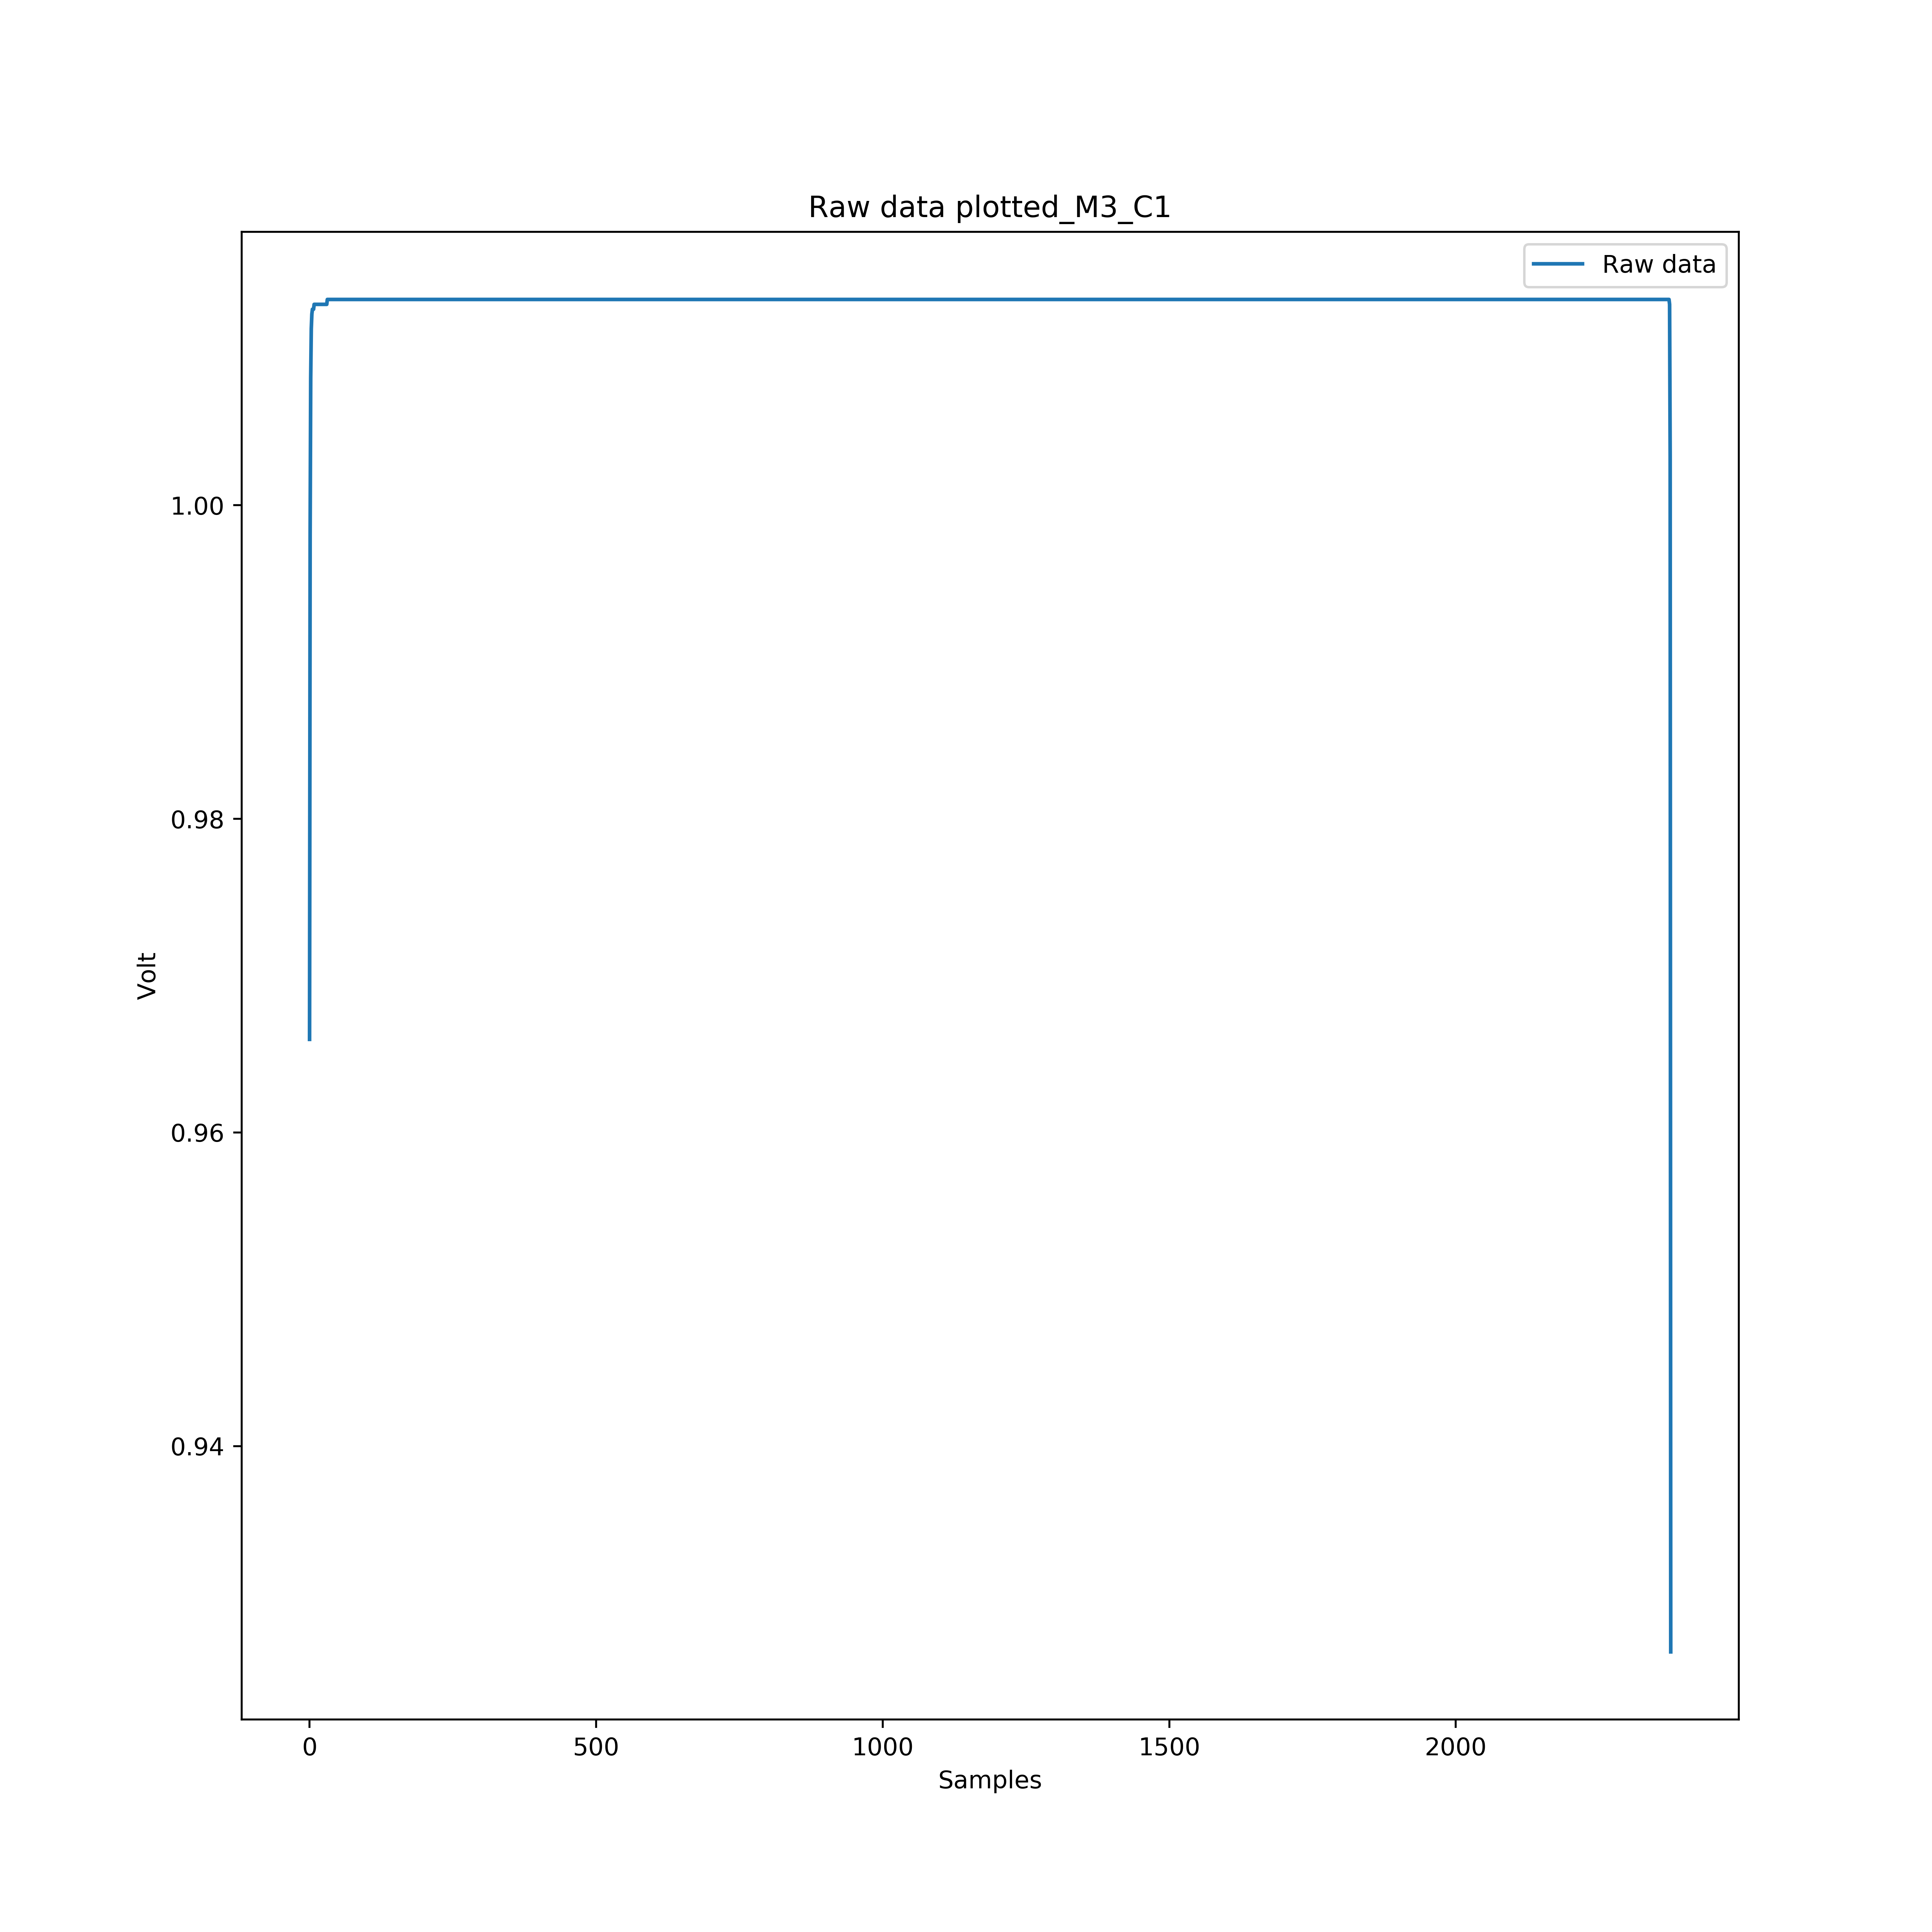 Raw data plotted_M3_C1
Raw data
1.00
0.98
0.96
0.94
Volt
0 500 1000 1500 2000
Samples